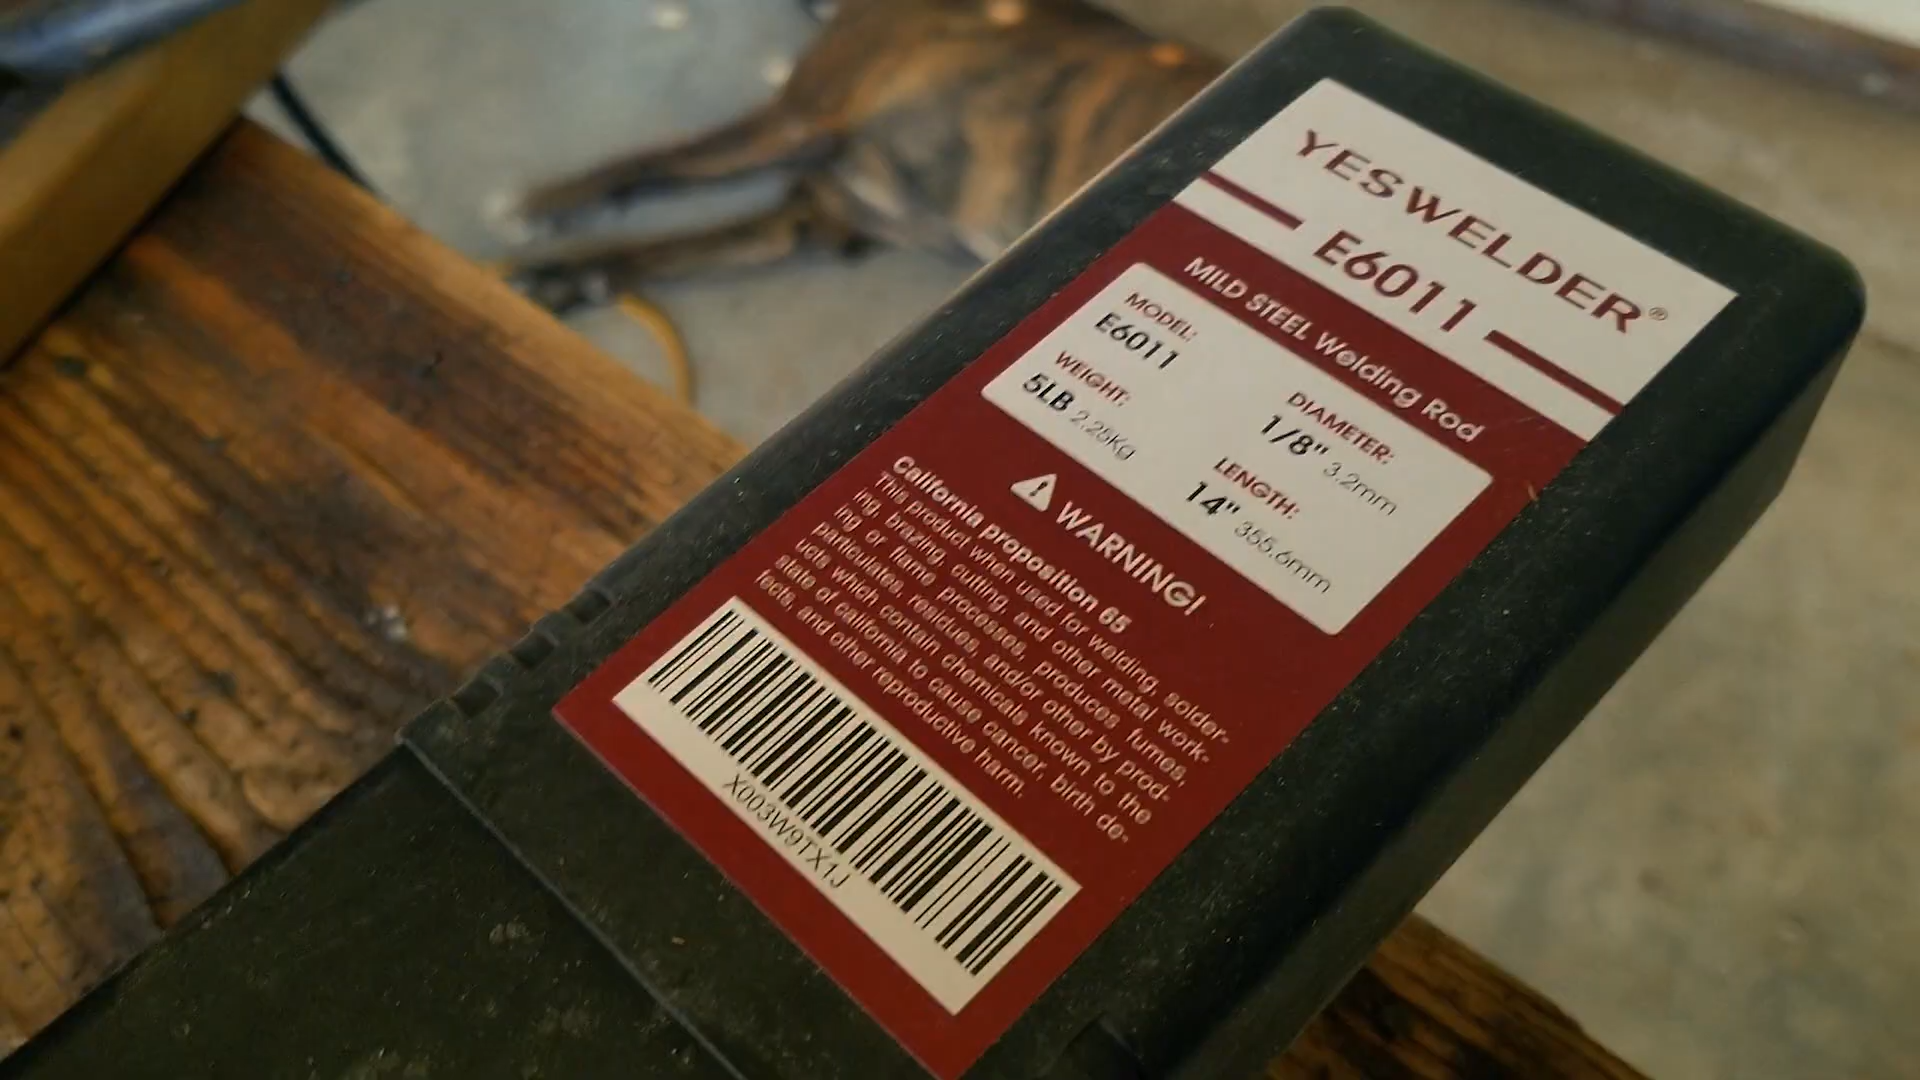 YESWELDER®
E6011
MILD STEEL Welding Rod
MODEL:
E6011
DIAMETER:
1/8" 3.2mm
WEIGHT:
5LB 2.25Kg
LENGTH:
14" 355.6mm
WARNING!
California proposition 65
This product when used for welding, solder-
ing, brazing, cutting, and other metal work-
ing or flame processes, produces fumes,
particulates, residues, and/or other by prod-
ucts which contain chemicals known to the
state of california to cause cancer, birth de-
fects, and other reproductive harm.
X003W9TX1J